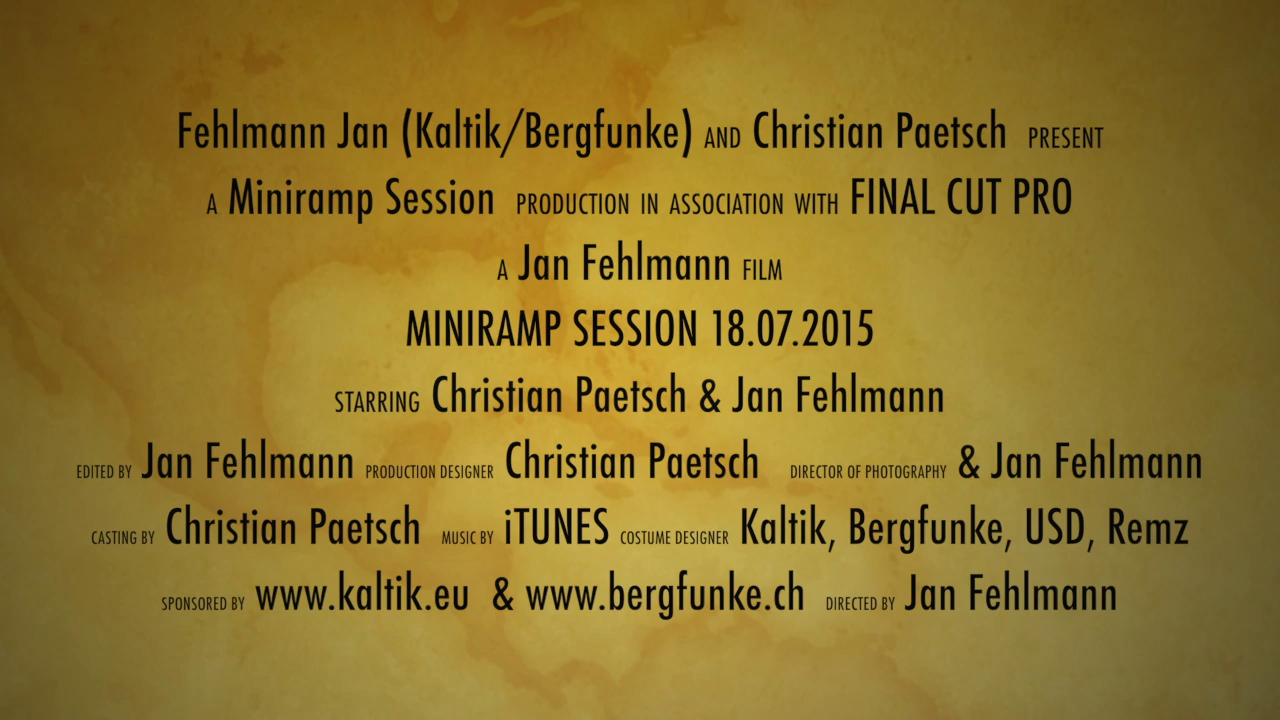 Fehlmann Jan (Kaltik/Bergfunke) AND Christian Paetsch PRESENT
A Miniramp Session PRODUCTION IN ASSOCIATION WITH FINAL CUT PRO
A Jan Fehlmann FILM
MINIRAMP SESSION 18.07.2015
STARRING Christian Paetsch & Jan Fehlmann
EDITED BY Jan Fehlmann PRODUCTION DESIGNER Christian Paetsch DIRECTOR OF PHOTOGRAPHY & Jan Fehlmann
CASTING BY Christian Paetsch MUSIC BY iTUNES COSTUME DESIGNER Kaltik, Bergfunke, USD, Remz
SPONSORED BY www.kaltik.eu & www.bergfunke.ch DIRECTED BY Jan Fehlmann